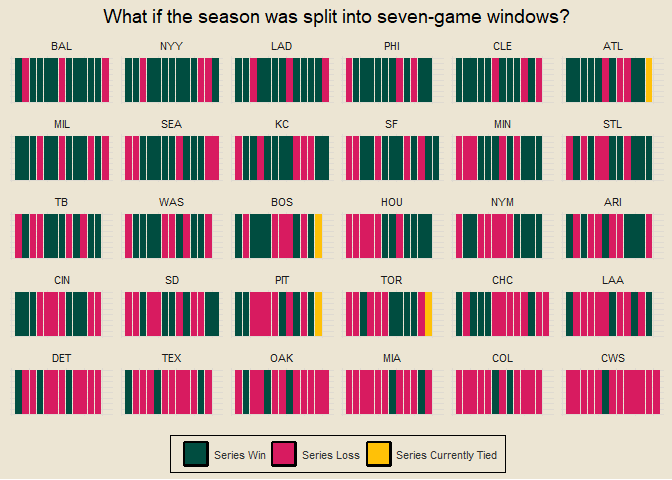 What if the season was split into seven-game windows?
BAL NYY LAD PHI CLE ATL
MIL SEA KC SF MIN STL
TB WAS BOS HOU NYM ARI
CIN SD PIT TOR CHC LAA
DET TEX OAK MIA COL CWS
Series Win Series Loss Series Currently Tied